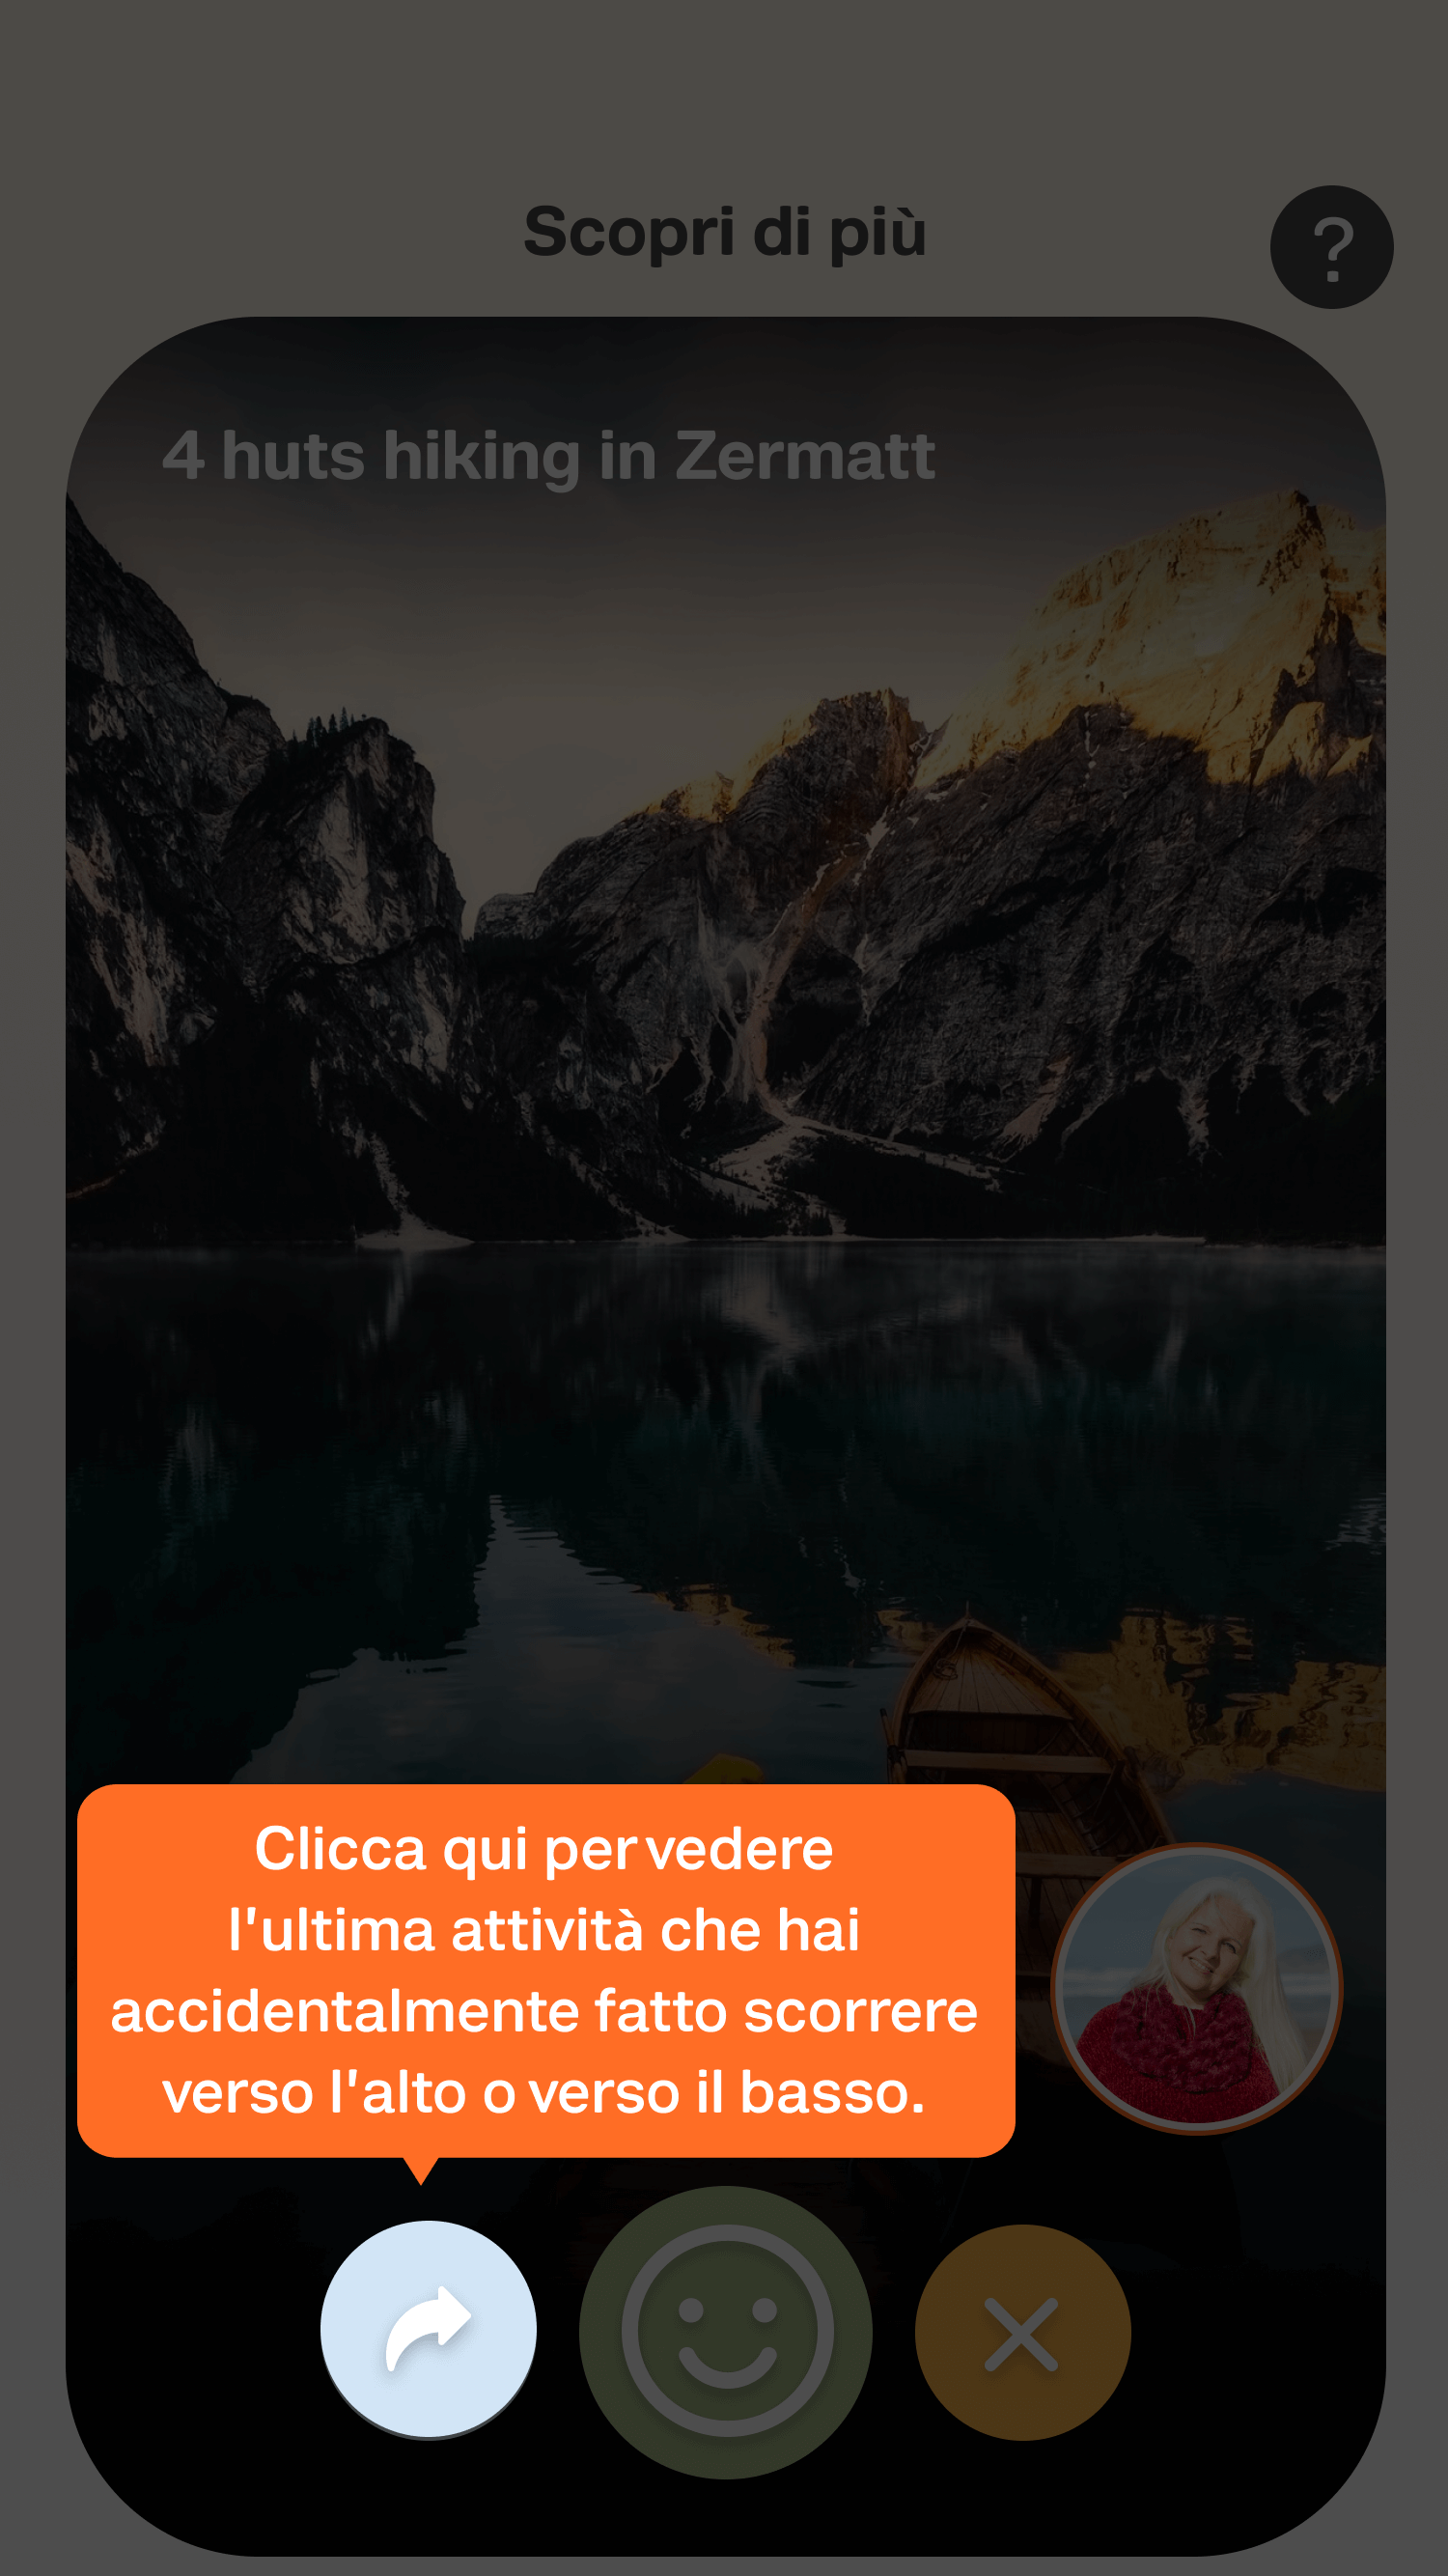 Scopri di più
?
4 huts hiking in Zermatt
Clicca qui per vedere
l'ultima attività che hai
accidentalmente fatto scorrere
verso l'alto o verso il basso.